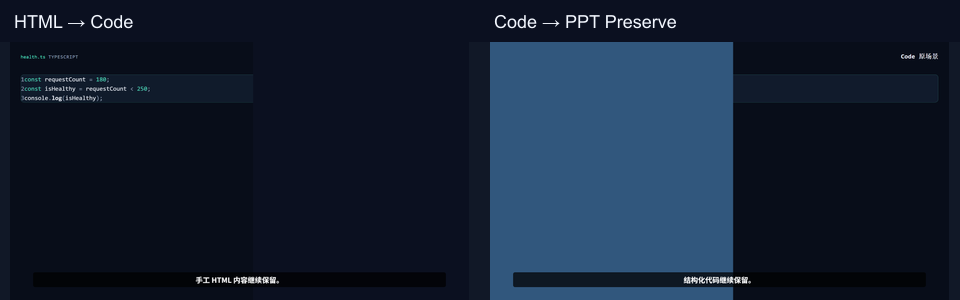 HTML → Code
Code → PPT Preserve
health.ts TYPESCRIPT
Code 原场景
1const requestCount = 180;
2const isHealthy = requestCount < 250;
3console.log(isHealthy);
手工 HTML 内容继续保留。
结构化代码继续保留。